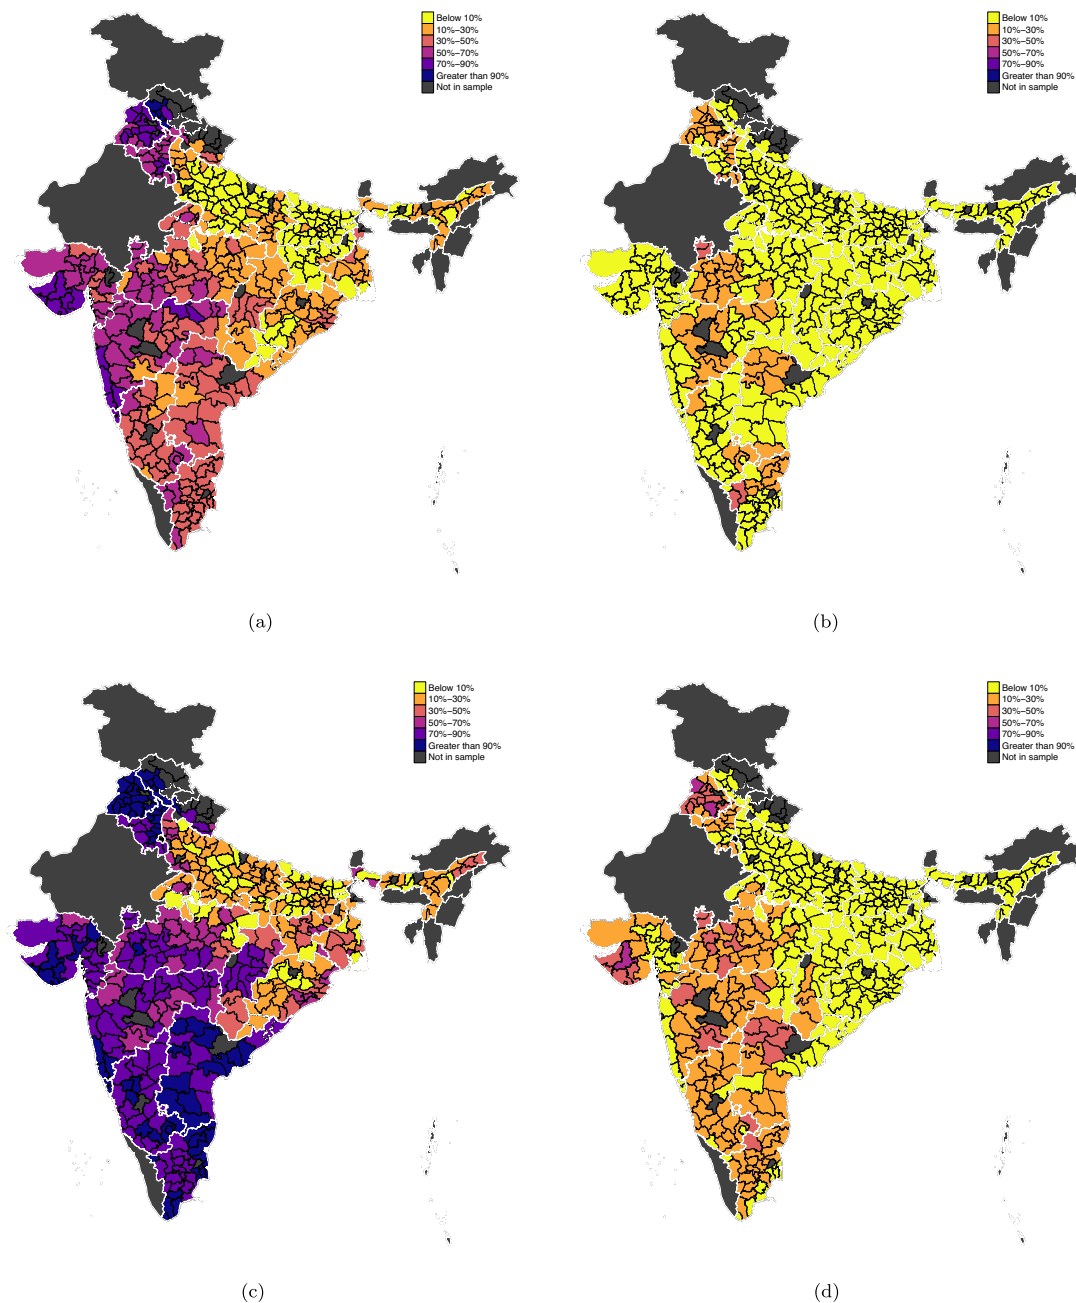 Below 10%
10%−30%
30%−50%
50%−70%
70%−90%
Greater than 90%
Not in sample
Below 10%
10%−30%
30%−50%
50%−70%
70%−90%
Greater than 90%
Not in sample
(a)
(b)
Below 10%
10%−30%
30%−50%
50%−70%
70%−90%
Greater than 90%
Not in sample
Below 10%
10%−30%
30%−50%
50%−70%
70%−90%
Greater than 90%
Not in sample
(c)
(d)